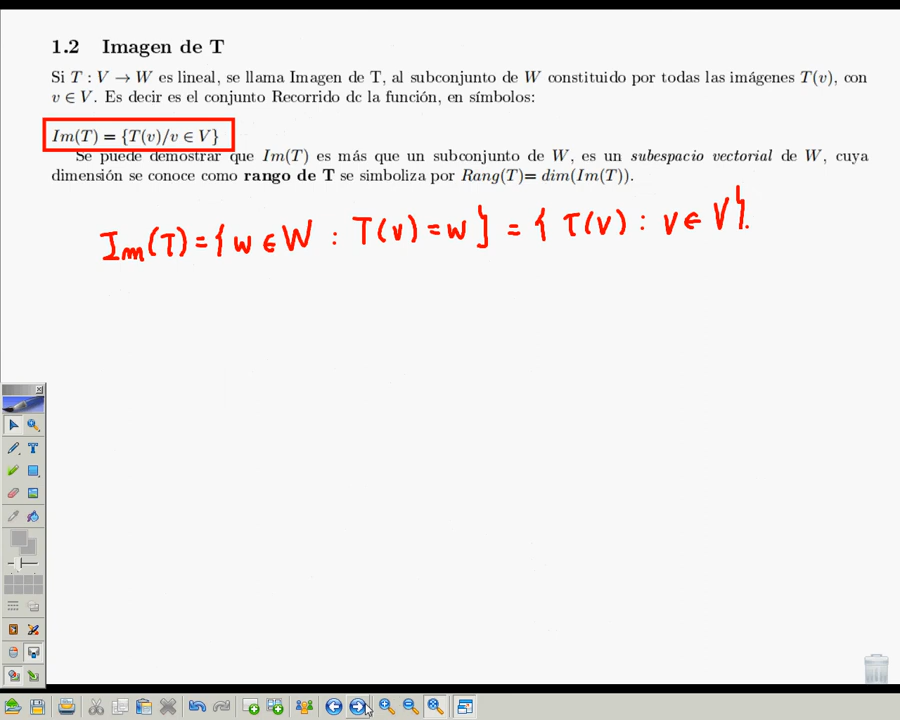 1.2 Imagen de T
Si T : V → W es lineal, se llama Imagen de T, al subconjunto de W constituido por todas las imágenes T(v), con
v ∈ V. Es decir es el conjunto Recorrido de la función, en símbolos:
Im(T) = {T(v)/v ∈ V}
Se puede demostrar que Im(T) es más que un subconjunto de W, es un subespacio vectorial de W, cuya
dimensión se conoce como rango de T se simboliza por Rang(T)= dim(Im(T)).
Im(T) = { w ∈ W : T(v) = w } = { T(v) : v ∈ V }.